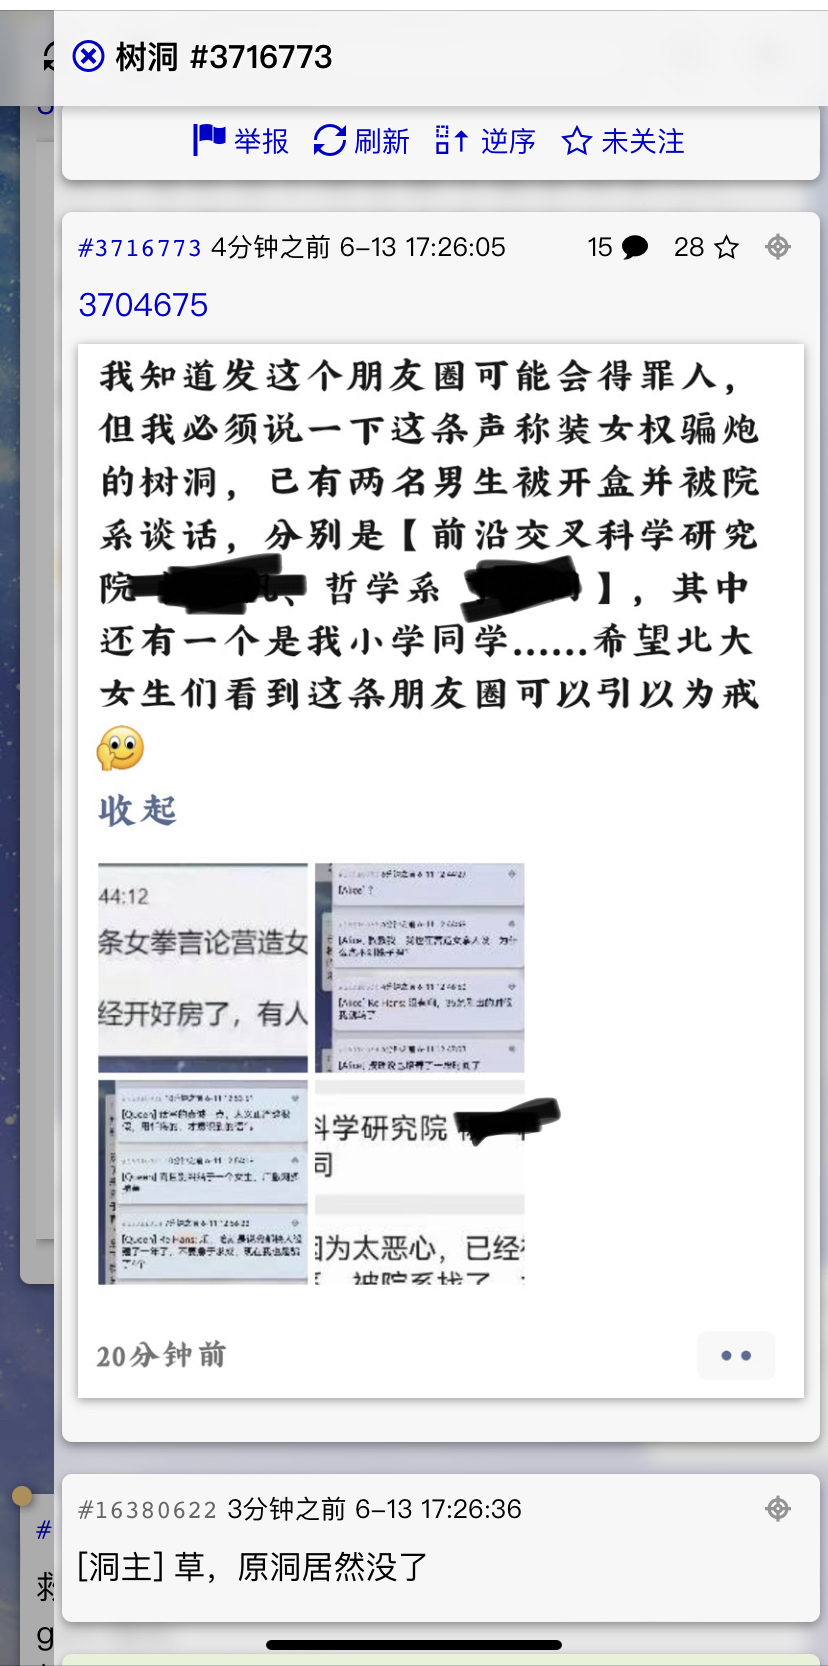 树洞 #3716773
举报 刷新 逆序 未关注
#3716773 4分钟之前 6-13 17:26:05 15 28
3704675
我知道发这个朋友圈可能会得罪人，
但我必须说一下这条声称装女权骗炮
的树洞，已有两名男生被开盒并被院
系谈话，分别是【前沿交叉科学研究
院、哲学系】，其中
还有一个是我小学同学......希望北大
女生们看到这条朋友圈可以引以为戒
收起
44:12
条女拳言论营造女
经开好房了，有人
[Alice] ?
科学研究院
司
因为太恶心，已经
20分钟前
#16380622 3分钟之前 6-13 17:26:36
[洞主] 草，原洞居然没了
#
g